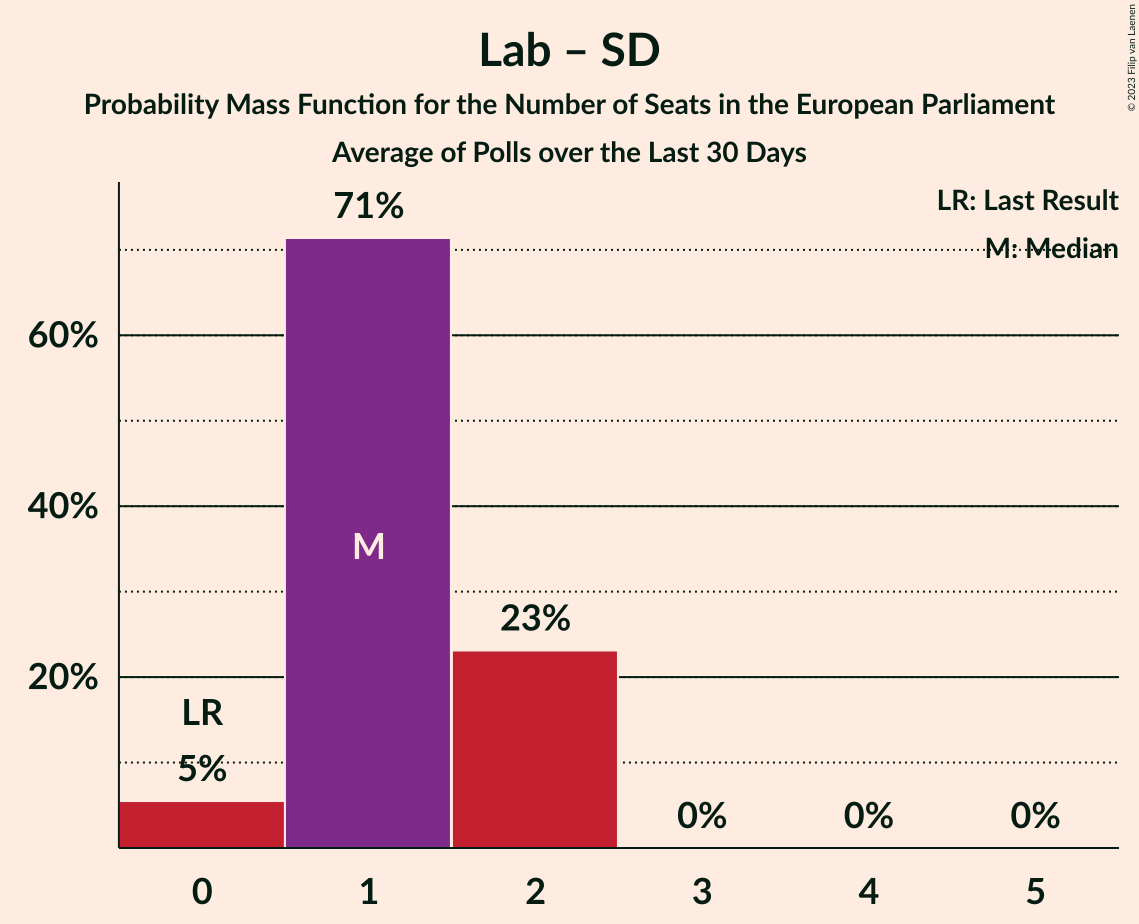 Lab – SD
Probability Mass Function for the Number of Seats in the European Parliament
Average of Polls over the Last 30 Days
© 2023 Filip van Laenen
LR: Last Result
M: Median
71%
60%
40%
M
23%
20%
LR
5%
0%
0%
0%
0
1
2
3
4
5